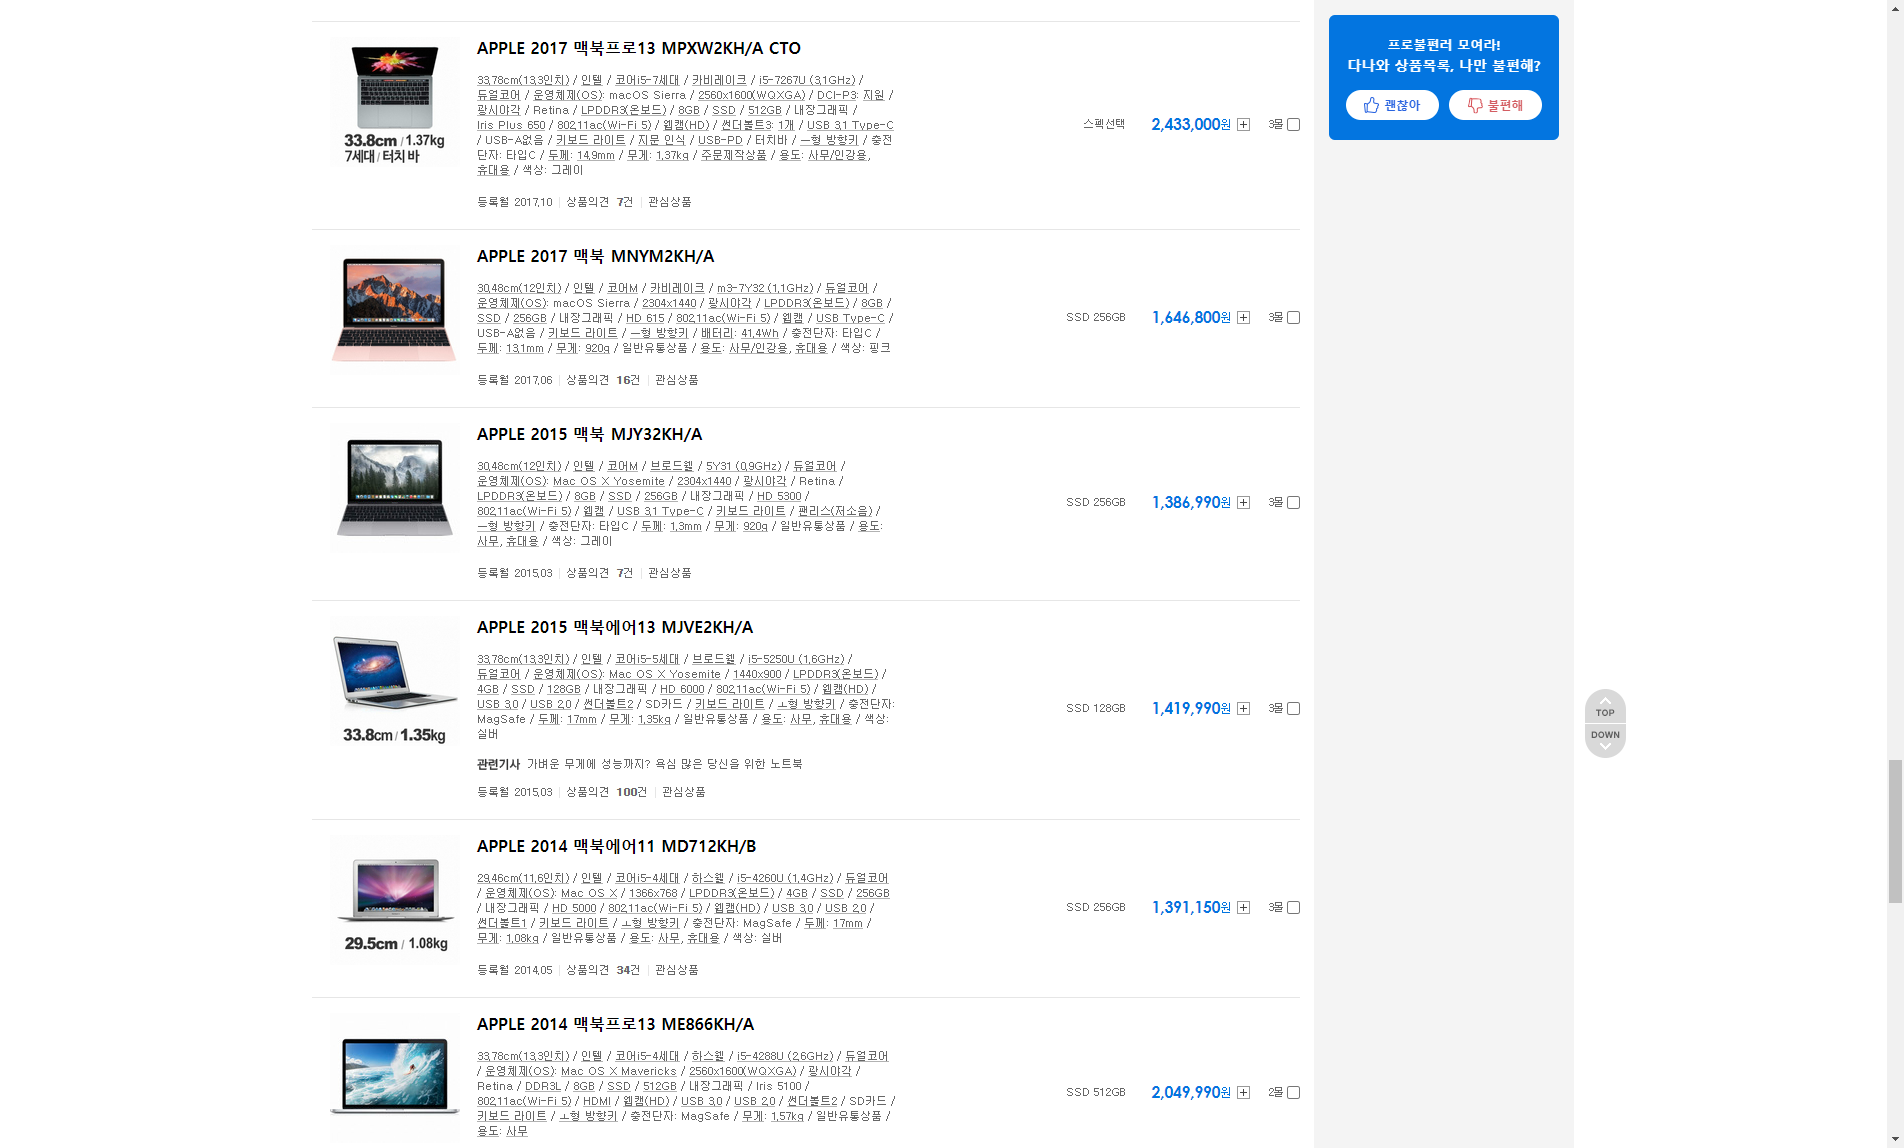 APPLE 2017 맥북프로13 MPXW2KH/A CTO
33.78cm(13.3인치) / 인텔 / 코어i5-7세대 / 카비레이크 / i5-7267U (3.1GHz) /
듀얼코어 / 운영체제(OS): macOS Sierra / 2560x1600(WQXGA) / DCI-P3: 지원 /
광시야각 / Retina / LPDDR3(온보드) / 8GB / SSD / 512GB / 내장그래픽 /
Iris Plus 650 / 802.11ac(Wi-Fi 5) / 웹캠(HD) / 썬더볼트3: 1개 / USB 3.1 Type-C
/ USB-A없음 / 키보드 라이트 / 지문 인식 / USB-PD / 터치바 / ㅡ형 방향키 / 충전
단자: 타입C / 두께: 14.9mm / 무게: 1.37kg / 주문제작상품 / 용도: 사무/인강용,
휴대용 / 색상: 그레이
33.8cm / 1.37kg
7세대 / 터치 바
등록월 2017.10 | 상품의견 7건 | 관심상품
스펙선택 2,433,000원 3몰
APPLE 2017 맥북 MNYM2KH/A
30.48cm(12인치) / 인텔 / 코어M / 카비레이크 / m3-7Y32 (1.1GHz) / 듀얼코어 /
운영체제(OS): macOS Sierra / 2304x1440 / 광시야각 / LPDDR3(온보드) / 8GB /
SSD / 256GB / 내장그래픽 / HD 615 / 802.11ac(Wi-Fi 5) / 웹캠 / USB Type-C /
USB-A없음 / 키보드 라이트 / ㅡ형 방향키 / 배터리: 41.4Wh / 충전단자: 타입C /
두께: 13.1mm / 무게: 920g / 일반유통상품 / 용도: 사무/인강용, 휴대용 / 색상: 핑크
등록월 2017.06 | 상품의견 16건 | 관심상품
SSD 256GB 1,646,800원 3몰
APPLE 2015 맥북 MJY32KH/A
30.48cm(12인치) / 인텔 / 코어M / 브로드웰 / 5Y31 (0.9GHz) / 듀얼코어 /
운영체제(OS): Mac OS X Yosemite / 2304x1440 / 광시야각 / Retina /
LPDDR3(온보드) / 8GB / SSD / 256GB / 내장그래픽 / HD 5300 /
802.11ac(Wi-Fi 5) / 웹캠 / USB 3.1 Type-C / 키보드 라이트 / 팬리스(저소음) /
ㅡ형 방향키 / 충전단자: 타입C / 두께: 1.3mm / 무게: 920g / 일반유통상품 / 용도:
사무, 휴대용 / 색상: 그레이
등록월 2015.03 | 상품의견 7건 | 관심상품
SSD 256GB 1,386,990원 3몰
APPLE 2015 맥북에어13 MJVE2KH/A
33.78cm(13.3인치) / 인텔 / 코어i5-5세대 / 브로드웰 / i5-5250U (1.6GHz) /
듀얼코어 / 운영체제(OS): Mac OS X Yosemite / 1440x900 / LPDDR3(온보드) /
4GB / SSD / 128GB / 내장그래픽 / HD 6000 / 802.11ac(Wi-Fi 5) / 웹캠(HD) /
USB 3.0 / USB 2.0 / 썬더볼트2 / SD카드 / 키보드 라이트 / ㅗ형 방향키 / 충전단자:
MagSafe / 두께: 17mm / 무게: 1.35kg / 일반유통상품 / 용도: 사무, 휴대용 / 색상:
실버
33.8cm / 1.35kg
관련기사 가벼운 무게에 성능까지? 욕심 많은 당신을 위한 노트북
등록월 2015.03 | 상품의견 100건 | 관심상품
SSD 128GB 1,419,990원 3몰
APPLE 2014 맥북에어11 MD712KH/B
29.46cm(11.6인치) / 인텔 / 코어i5-4세대 / 하스웰 / i5-4260U (1.4GHz) / 듀얼코어
/ 운영체제(OS): Mac OS X / 1366x768 / LPDDR3(온보드) / 4GB / SSD / 256GB
/ 내장그래픽 / HD 5000 / 802.11ac(Wi-Fi 5) / 웹캠(HD) / USB 3.0 / USB 2.0 /
썬더볼트1 / 키보드 라이트 / ㅗ형 방향키 / 충전단자: MagSafe / 두께: 17mm /
무게: 1.08kg / 일반유통상품 / 용도: 사무, 휴대용 / 색상: 실버
29.5cm / 1.08kg
등록월 2014.05 | 상품의견 34건 | 관심상품
SSD 256GB 1,391,150원 3몰
APPLE 2014 맥북프로13 ME866KH/A
33.78cm(13.3인치) / 인텔 / 코어i5-4세대 / 하스웰 / i5-4288U (2.6GHz) / 듀얼코어
/ 운영체제(OS): Mac OS X Mavericks / 2560x1600(WQXGA) / 광시야각 /
Retina / DDR3L / 8GB / SSD / 512GB / 내장그래픽 / Iris 5100 /
802.11ac(Wi-Fi 5) / HDMI / 웹캠(HD) / USB 3.0 / USB 2.0 / 썬더볼트2 / SD카드 /
키보드 라이트 / ㅗ형 방향키 / 충전단자: MagSafe / 무게: 1.57kg / 일반유통상품 /
용도: 사무
SSD 512GB 2,049,990원 2몰
프로불편러 모여라!
다나와 상품목록, 나만 불편해?
괜찮아 불편해
TOP
DOWN